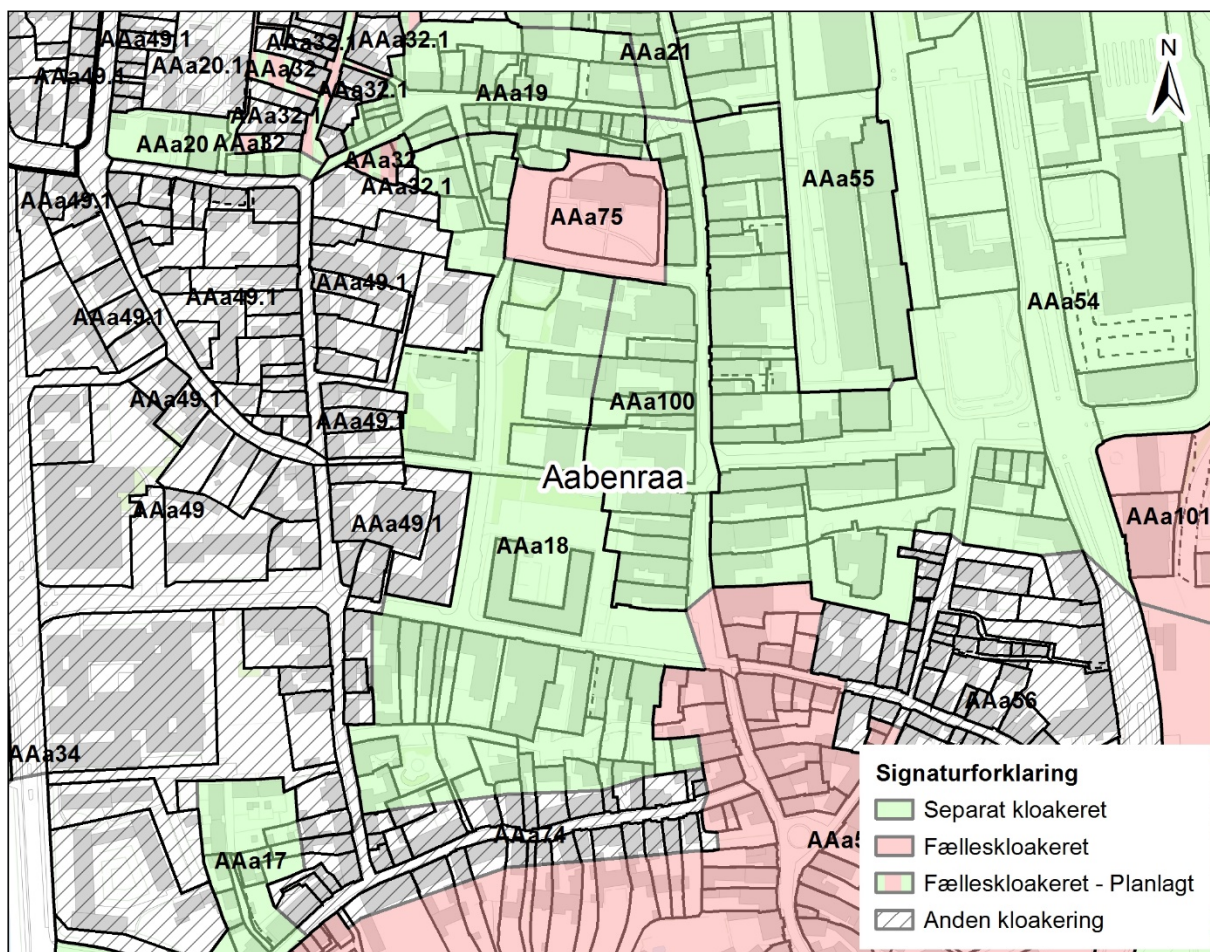 AAa49.1
AAa32.1
AAa32.1
AAa21
N
AAa49.1
AAa20.1
AAa32
AAa32.1
AAa19
AAa32.1
AAa20
AAa32
AAa32
AAa32.1
AAa55
AAa49.1
AAa75
AAa49.1
AAa49.1
AAa49.1
AAa54
AAa49.1
AAa49.1
AAa100
Aabenraa
AAa49
AAa49.1
AAa18
AAa101
AAa56
AAa34
AAa74
AAa17
Signaturforklaring
Separat kloakeret
Fælleskloakeret
Fælleskloakeret - Planlagt
Anden kloakering